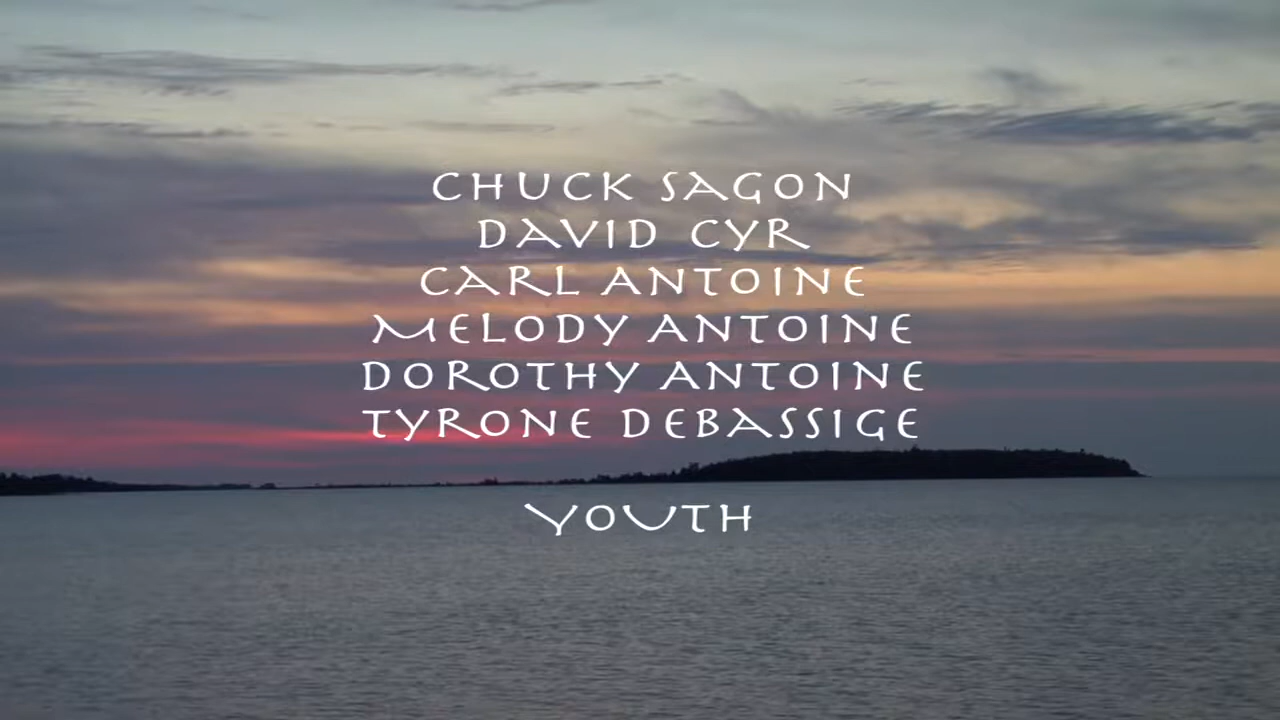 CHUCK SAGON
DAVID CYR
CARL ANTOINE
MELODY ANTOINE
DOROTHY ANTOINE
TYRONE DEBASSIGE
YOUTH